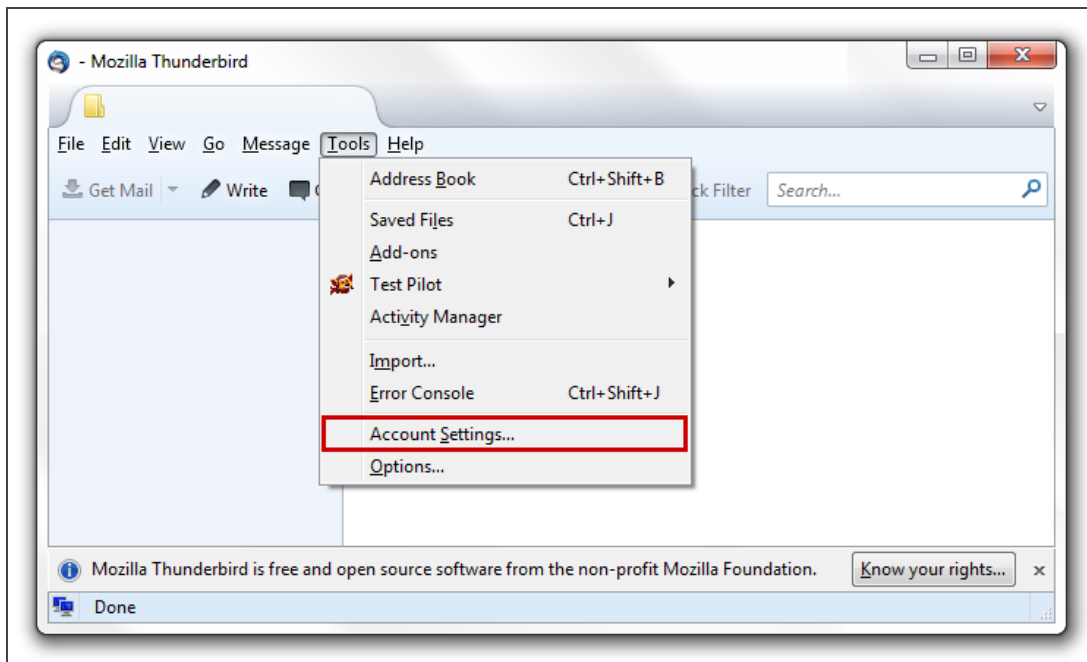 - Mozilla Thunderbird
File Edit View Go Message Tools Help
Get Mail Write Filter Search...
Address Book Ctrl+Shift+B
Saved Files Ctrl+J
Add-ons
Test Pilot
Activity Manager
Import...
Error Console Ctrl+Shift+J
Account Settings...
Options...
Mozilla Thunderbird is free and open source software from the non-profit Mozilla Foundation. Know your rights...
Done